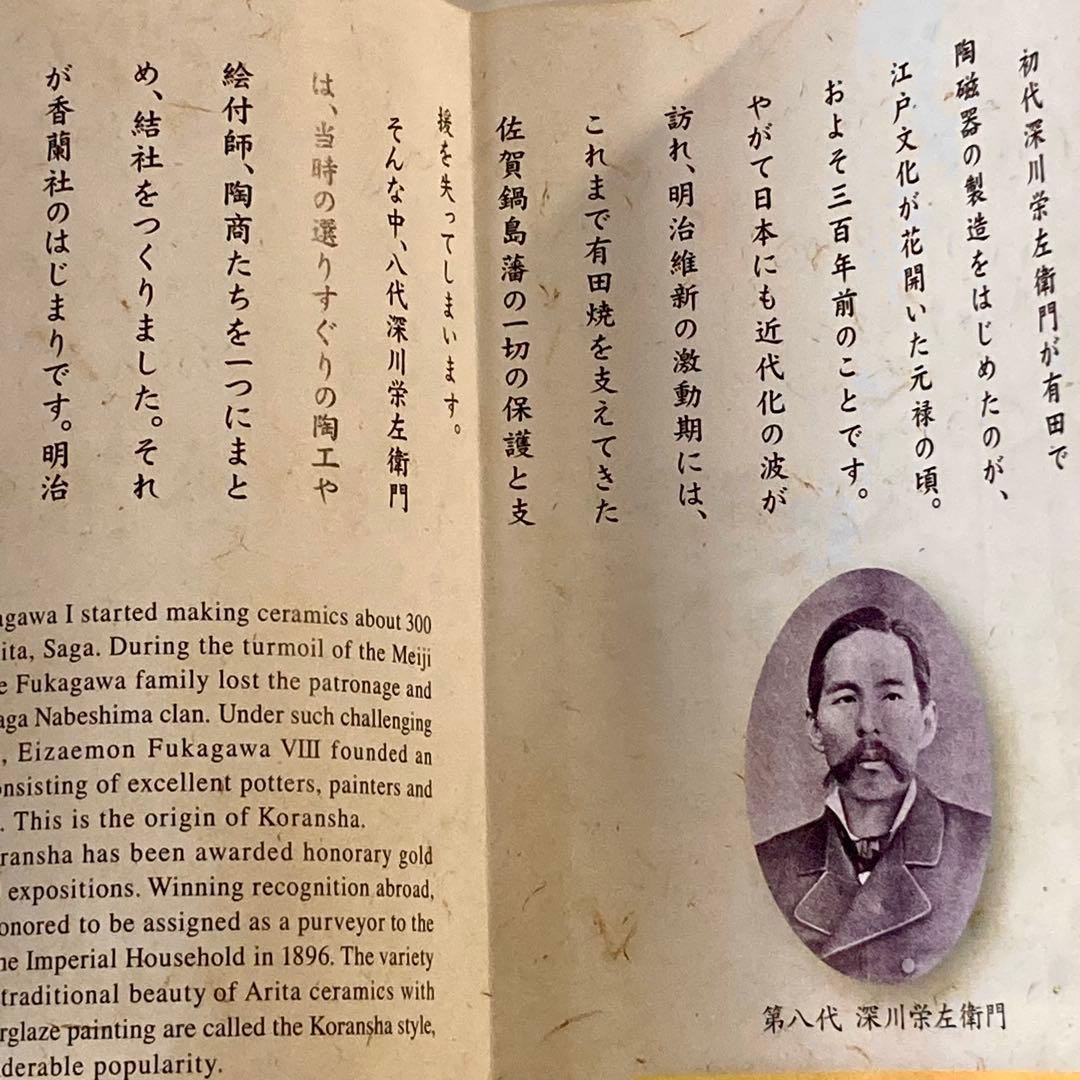 初代深川栄左衛門が有田で
陶磁器の製造をはじめたのが、
江戸文化が花開いた元禄の頃。
およそ三百年前のことです。
やがて日本にも近代化の波が
訪れ、明治維新の激動期には、
これまで有田焼を支えてきた
佐賀鍋島藩の一切の保護と支
援を失ってしまいます。
そんな中、八代深川栄左衛門
は、当時の選りすぐりの陶工や
絵付師、陶商たちを一つにまと
め、結社をつくりました。それ
が香蘭社のはじまりです。明治
agawa I started making ceramics about 300
ita, Saga. During the turmoil of the Meiji
e Fukagawa family lost the patronage and
aga Nabeshima clan. Under such challenging
, Eizaemon Fukagawa VIII founded an
onsisting of excellent potters, painters and
. This is the origin of Koransha.
ransha has been awarded honorary gold
expositions. Winning recognition abroad,
onored to be assigned as a purveyor to the
he Imperial Household in 1896. The variety
traditional beauty of Arita ceramics with
rglaze painting are called the Koransha style,
derable popularity.
第八代 深川栄左衛門